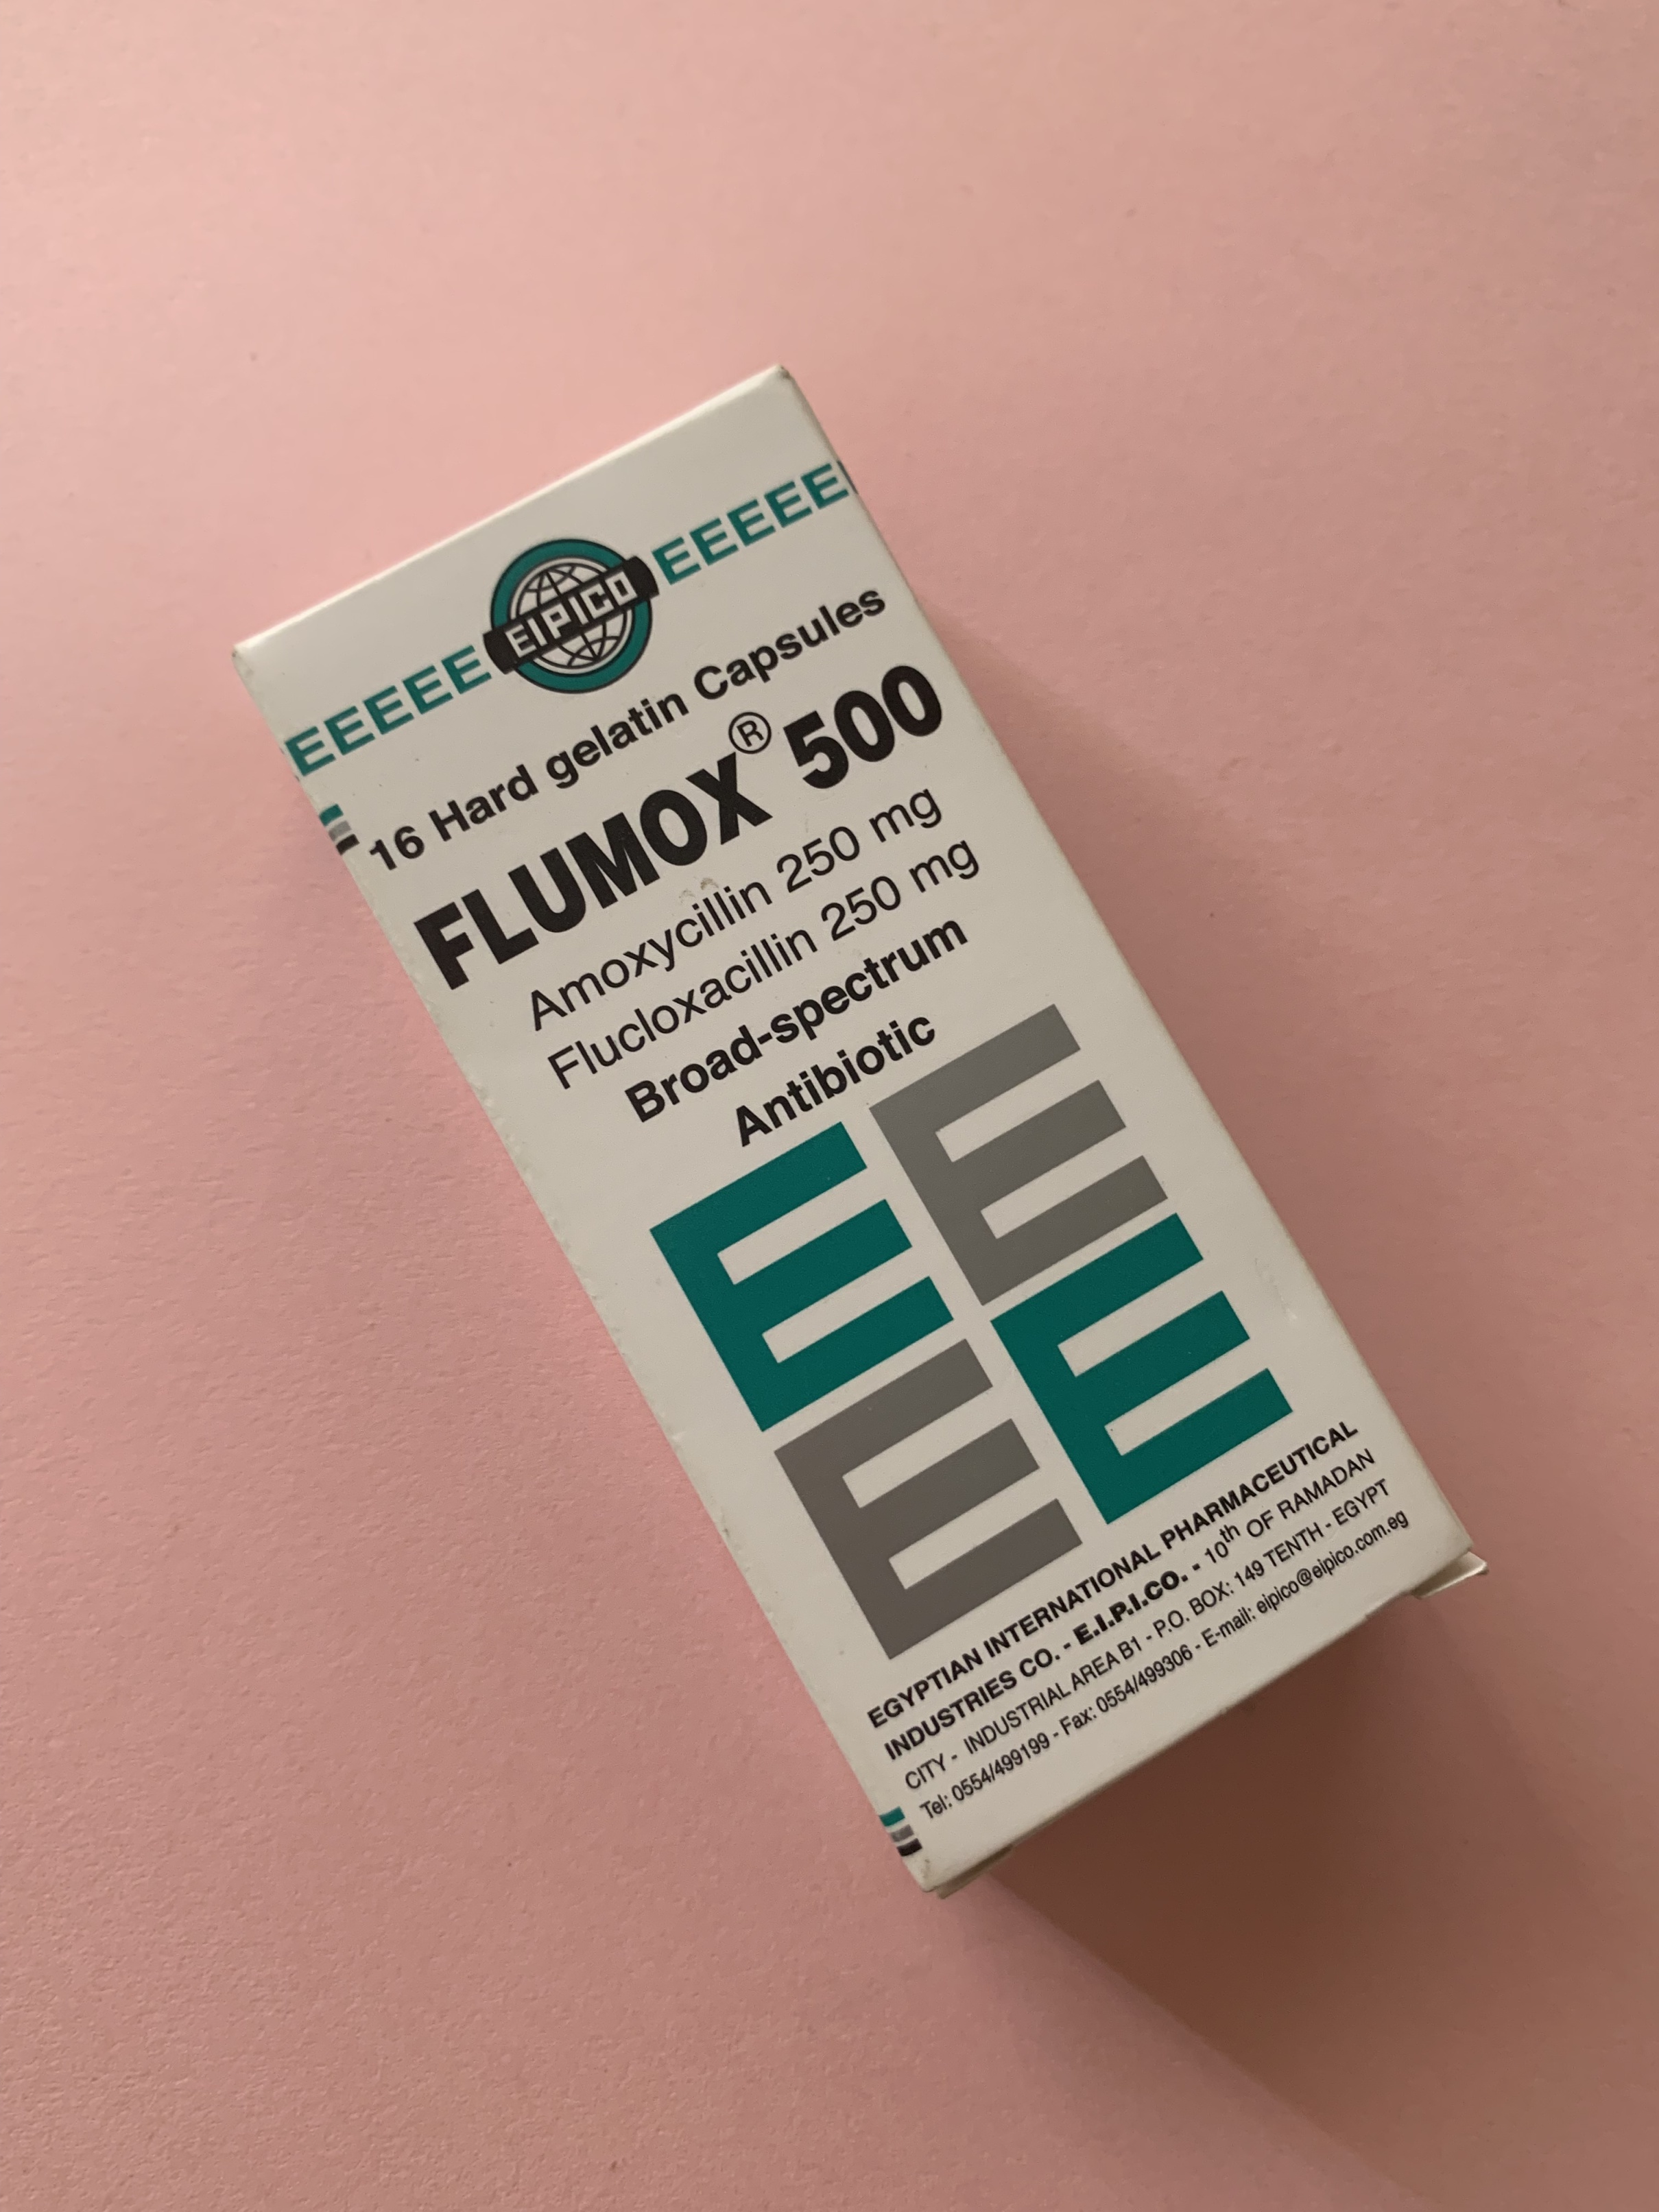 EEEEE EIPICO EEEEE
16 Hard gelatin Capsules
FLUMOX® 500
Amoxycillin 250 mg
Flucloxacillin 250 mg
Broad-spectrum
Antibiotic
E E
E E
EGYPTIAN INTERNATIONAL PHARMACEUTICAL
INDUSTRIES CO. - E.I.P.I.CO. - 10th OF RAMADAN
CITY - INDUSTRIAL AREA B1 - P.O. BOX: 149 TENTH - EGYPT
Tel: 0554/499199 - Fax: 0554/499306 - E-mail: eipico@eipico.com.eg